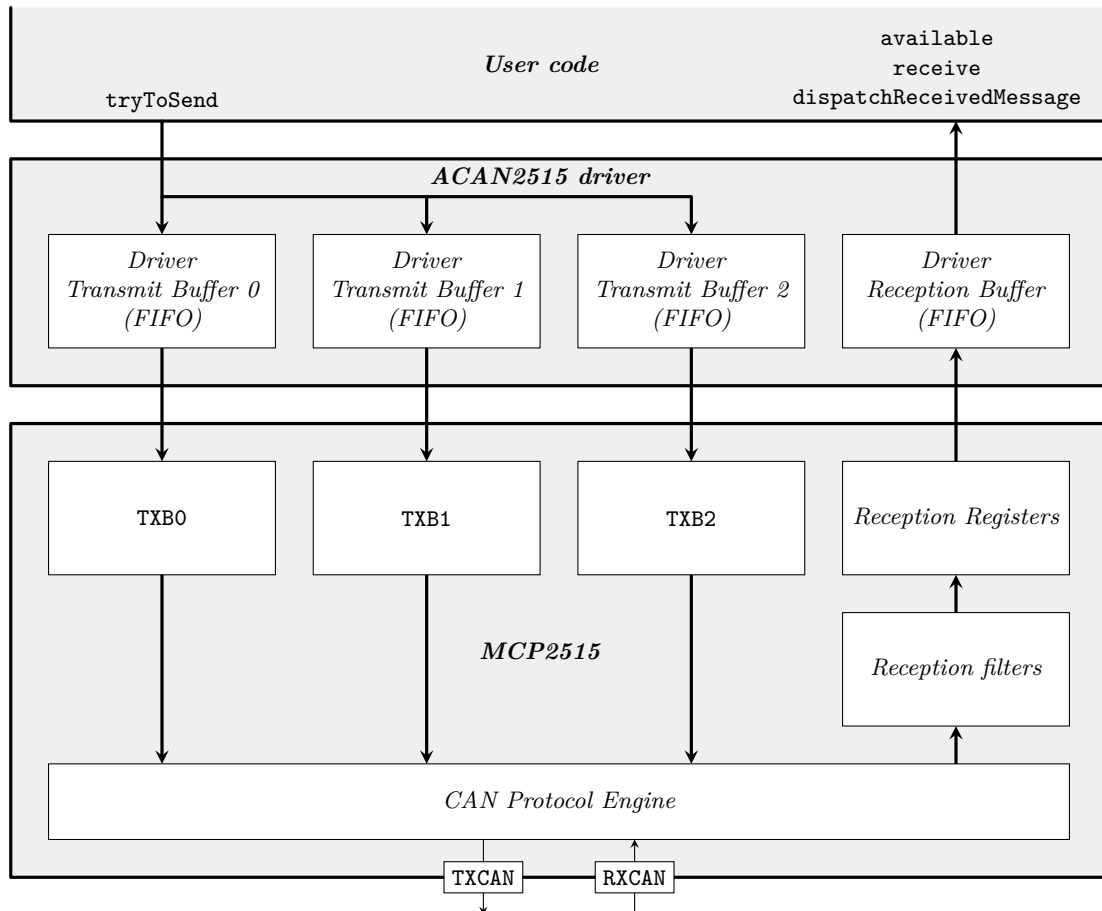 available
User code
receive
tryToSend
dispatchReceivedMessage
ACAN2515 driver
Driver
Transmit Buffer 0
(FIFO)
Driver
Transmit Buffer 1
(FIFO)
Driver
Transmit Buffer 2
(FIFO)
Driver
Reception Buffer
(FIFO)
TXB0
TXB1
TXB2
Reception Registers
MCP2515
Reception filters
CAN Protocol Engine
TXCAN
RXCAN